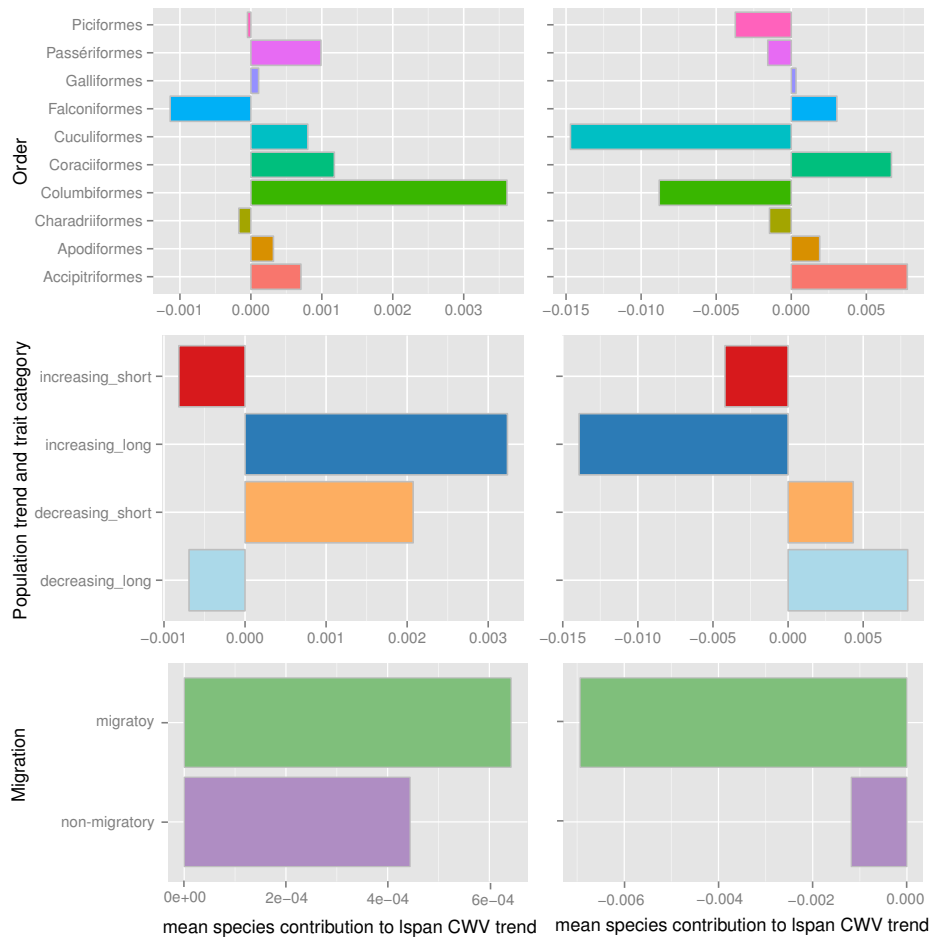 Order
Piciformes
Passériformes
Galliformes
Falconiformes
Cuculiformes
Coraciiformes
Columbiformes
Charadriiformes
Apodiformes
Accipitriformes
−0.001 0.000 0.001 0.002 0.003
−0.015 −0.010 −0.005 0.000 0.005
Population trend and trait category
increasing_short
increasing_long
decreasing_short
decreasing_long
−0.001 0.000 0.001 0.002 0.003
−0.015 −0.010 −0.005 0.000 0.005
Migration
migratoy
non-migratory
0e+00 2e−04 4e−04 6e−04
−0.006 −0.004 −0.002 0.000
mean species contribution to lspan CWV trend
mean species contribution to lspan CWV trend